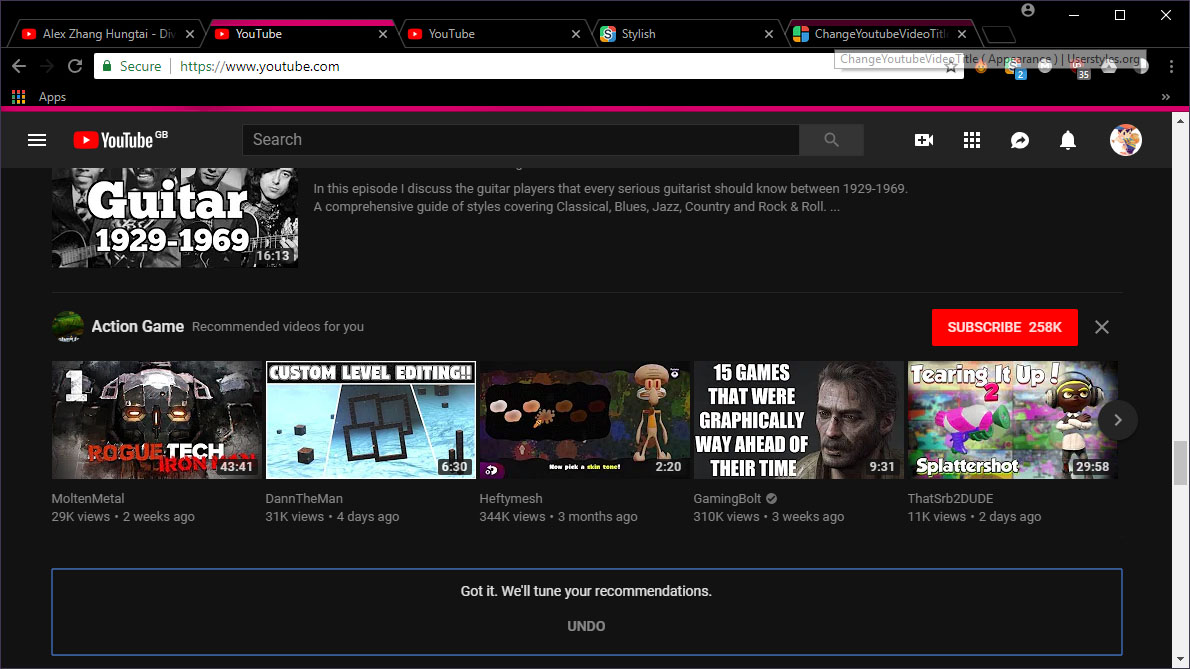 Alex Zhang Hungtai - Div
YouTube
YouTube
Stylish
ChangeYoutubeVideoTitle
Secure
https://www.youtube.com
ChangeYoutubeVideoTitle ( Appearance ) | Userstyles.org
2
35
Apps
YouTube GB
Search
Guitar
1929-1969
16:13
In this episode I discuss the guitar players that every serious guitarist should know between 1929-1969.
A comprehensive guide of styles covering Classical, Blues, Jazz, Country and Rock & Roll. ...
Action Game Recommended videos for you
SUBSCRIBE 258K
1
ROGUETECH
43:41
CUSTOM LEVEL EDITING!!
6:30
Now pick a skin tone!
2:20
15 GAMES
THAT WERE
GRAPHICALLY
WAY AHEAD OF
THEIR TIME
9:31
Tearing It Up !
2
Splattershot
29:58
MoltenMetal
29K views • 2 weeks ago
DannTheMan
31K views • 4 days ago
Heftymesh
344K views • 3 months ago
GamingBolt
310K views • 3 weeks ago
ThatSrb2DUDE
11K views • 2 days ago
Got it. We'll tune your recommendations.
UNDO